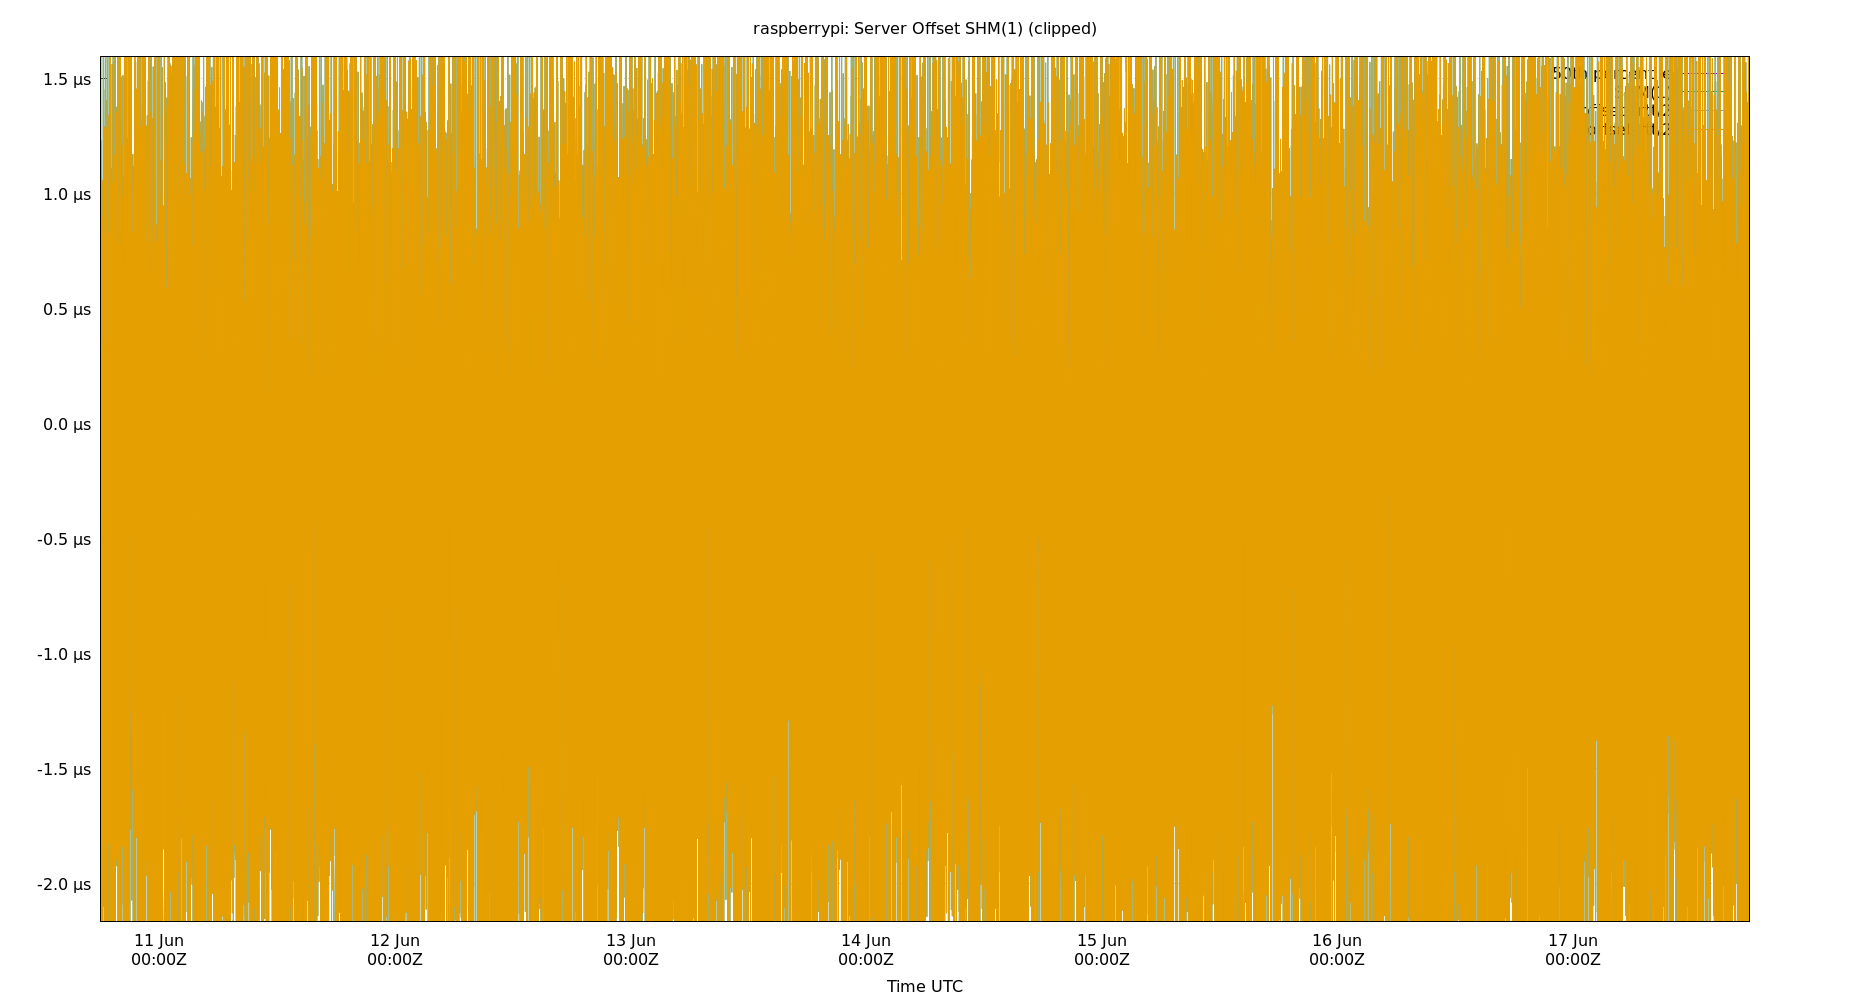 raspberrypi: Server Offset SHM(1) (clipped)
1.5 µs
1.0 µs
0.5 µs
0.0 µs
-0.5 µs
-1.0 µs
-1.5 µs
-2.0 µs
11 Jun 12 Jun 13 Jun 14 Jun 15 Jun 16 Jun 17 Jun
00:00Z 00:00Z 00:00Z 00:00Z 00:00Z 00:00Z 00:00Z
Time UTC